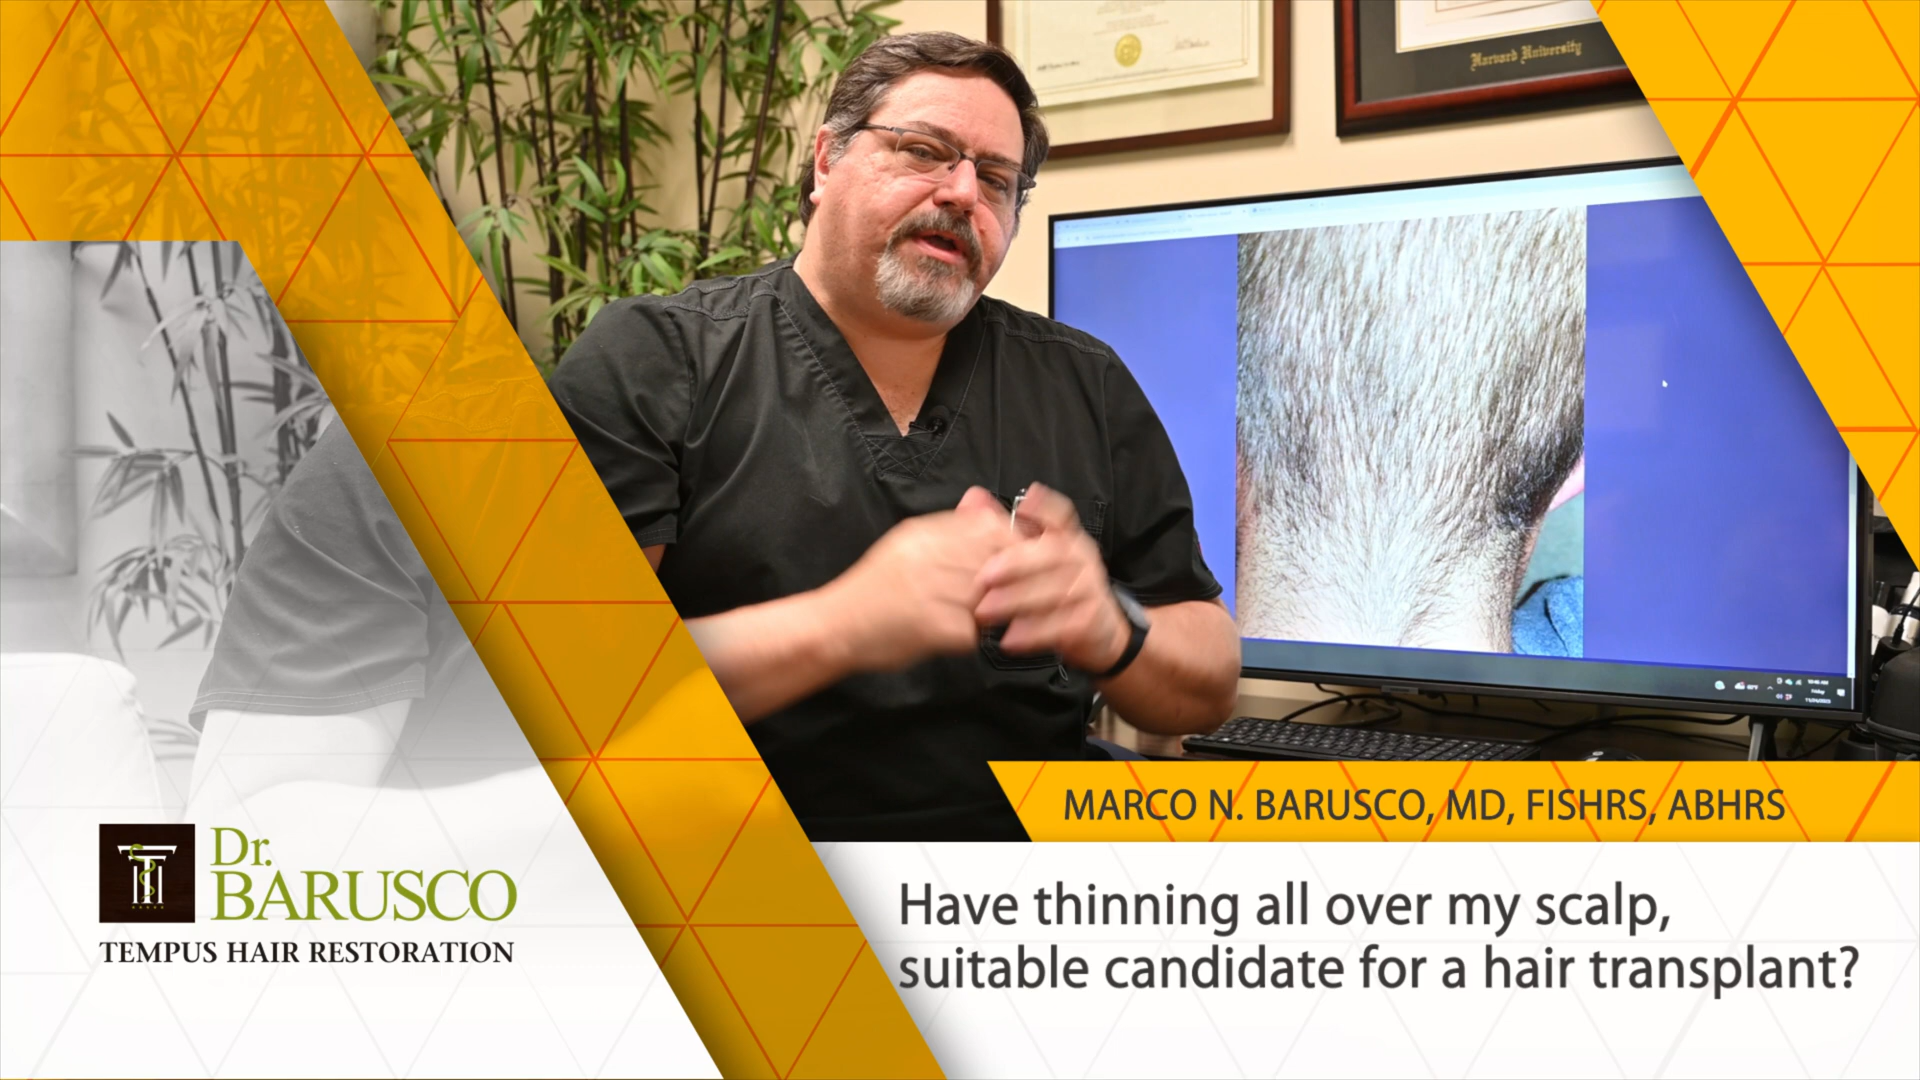 Harvard University
MARCO N. BARUSCO, MD, FISHRS, ABHRS
Have thinning all over my scalp,
suitable candidate for a hair transplant?
Dr.
BARUSCO
TEMPUS HAIR RESTORATION